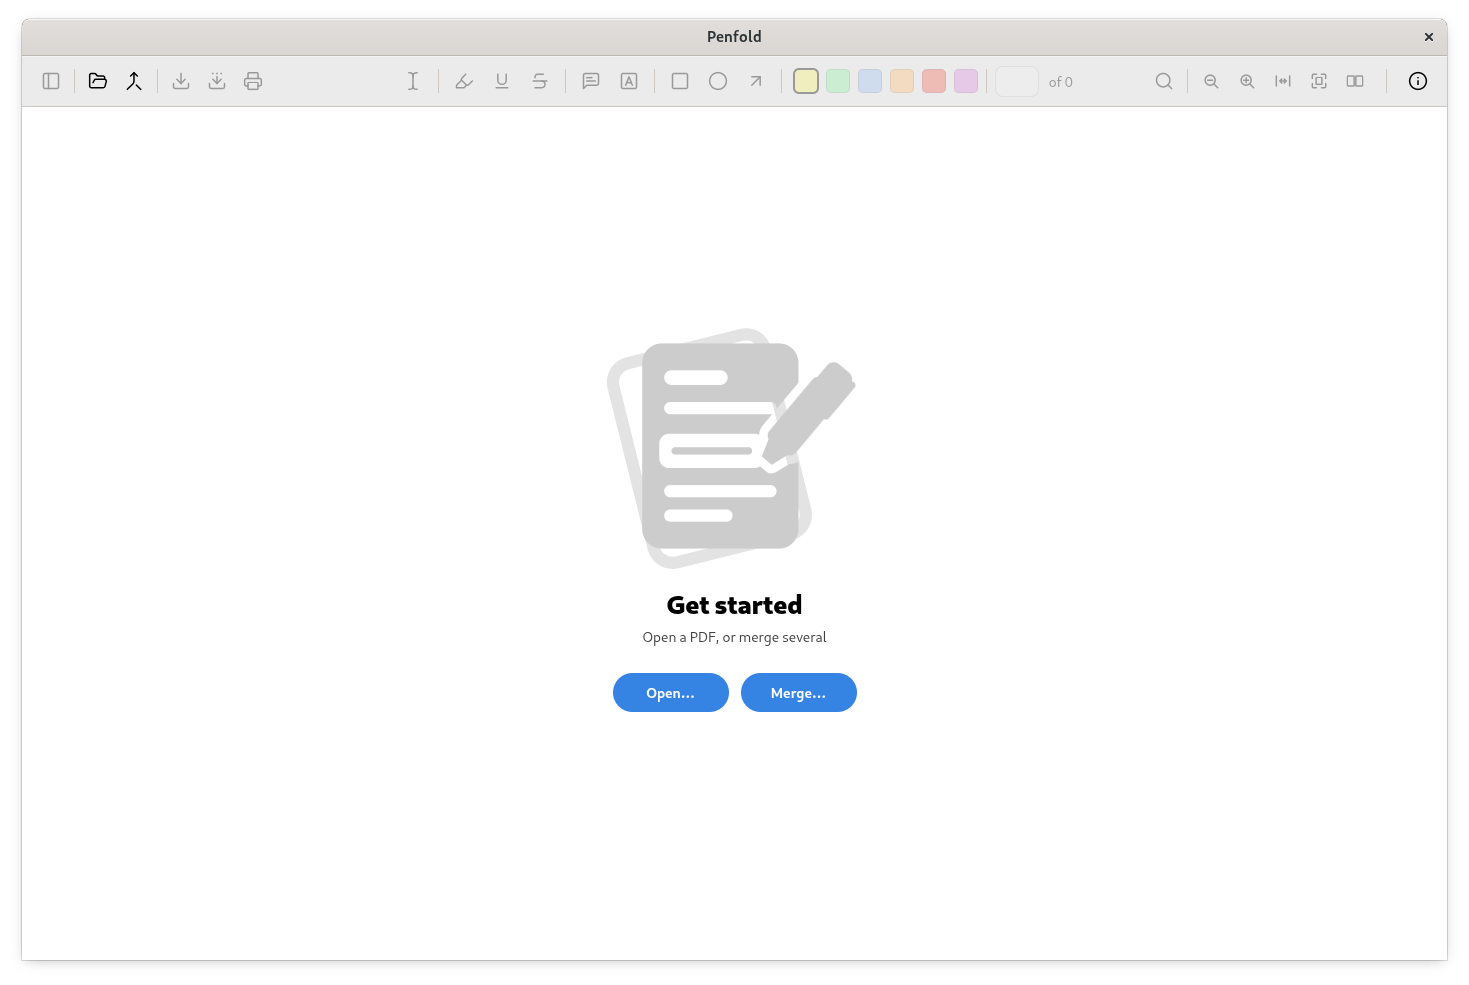 Penfold
of 0
Get started
Open a PDF, or merge several
Open...
Merge...